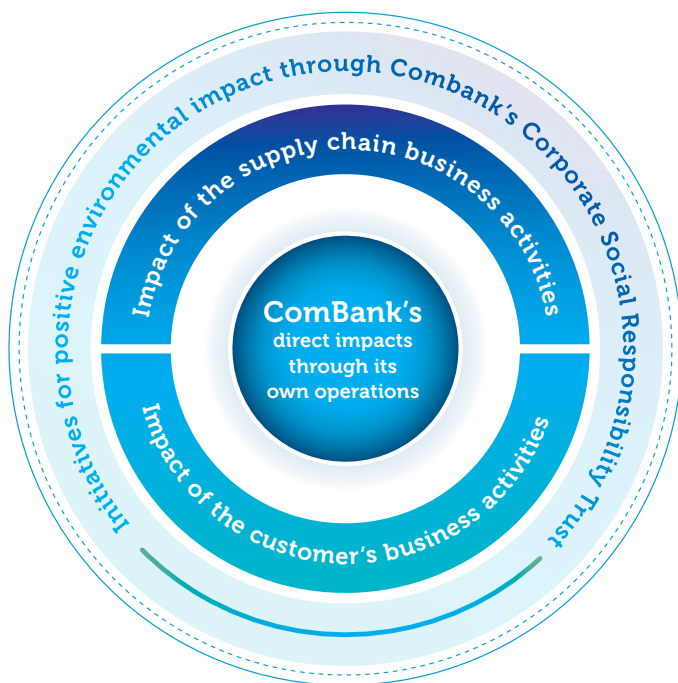 Initiatives for positive environmental impact through Combank's Corporate Social Responsibility Trust
Impact of the supply chain business activities
ComBank's
direct impacts
through its
own operations
Impact of the customer's business activities